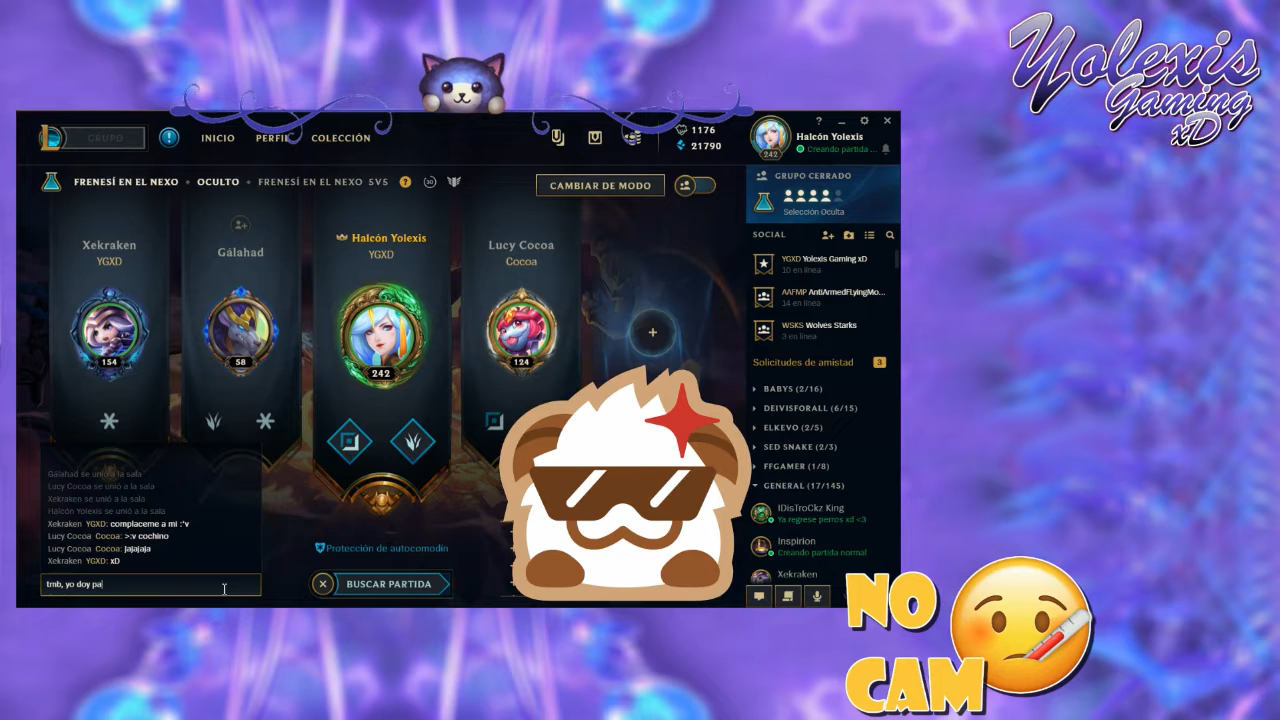 Yolexis
Gaming
xD
GRUPO
INICIO
PERFIL
COLECCIÓN
1176
21790
?
Halcón Yolexis
Creando partida ...
242
FRENESÍ EN EL NEXO • OCULTO • FRENESÍ EN EL NEXO 5V5
?
30
CAMBIAR DE MODO
GRUPO CERRADO
Selección Oculta
SOCIAL
Xekraken
YGXD
154
Gálahad
58
Halcón Yolexis
YGXD
242
Lucy Cocoa
Cocoa
124
+
YGXD Yolexis Gaming xD
10 en línea
AAFMP AntiArmedFLyingMo...
14 en línea
WSKS Wolves Starks
3 en línea
Solicitudes de amistad 3
BABYS (2/16)
DEIVISFORALL (6/15)
ELKEVO (2/5)
SED SNAKE (2/3)
FFGAMER (1/8)
GENERAL (17/145)
IDisTroCkz King
Ya regrese perros xd <3
Inspirion
Creando partida normal
Xekraken
Gálahad se unió a la sala
Lucy Cocoa se unió a la sala
Xekraken se unió a la sala
Halcón Yolexis se unió a la sala
Xekraken YGXD: complaceme a mi :'v
Lucy Cocoa Cocoa: >:v cochino
Lucy Cocoa Cocoa: jajajaja
Xekraken YGXD: xD
tmb, yo doy pa
Protección de autocomodín
BUSCAR PARTIDA
NO
CAM